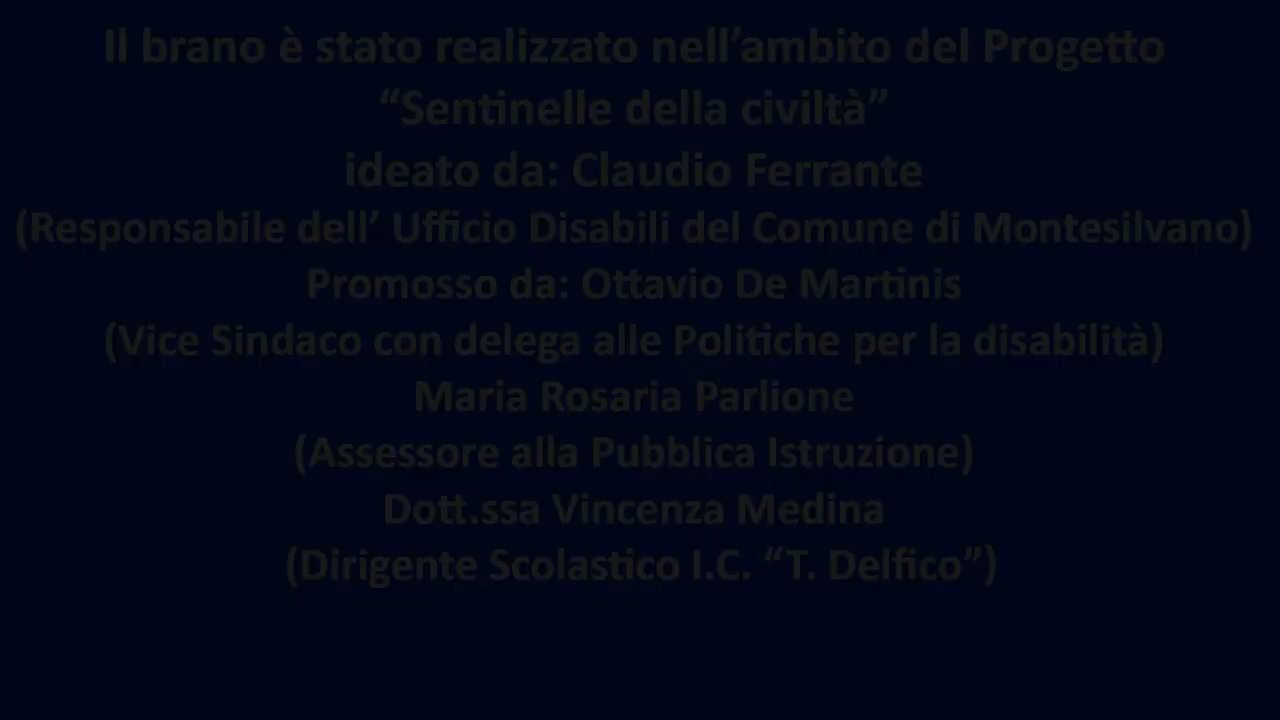 Il brano è stato realizzato nell’ambito del Progetto
“Sentinelle della civiltà”
ideato da: Claudio Ferrante
(Responsabile dell’ Ufficio Disabili del Comune di Montesilvano)
Promosso da: Ottavio De Martinis
(Vice Sindaco con delega alle Politiche per la disabilità)
Maria Rosaria Parlione
(Assessore alla Pubblica Istruzione)
Dott.ssa Vincenza Medina
(Dirigente Scolastico I.C. “T. Delfico”)